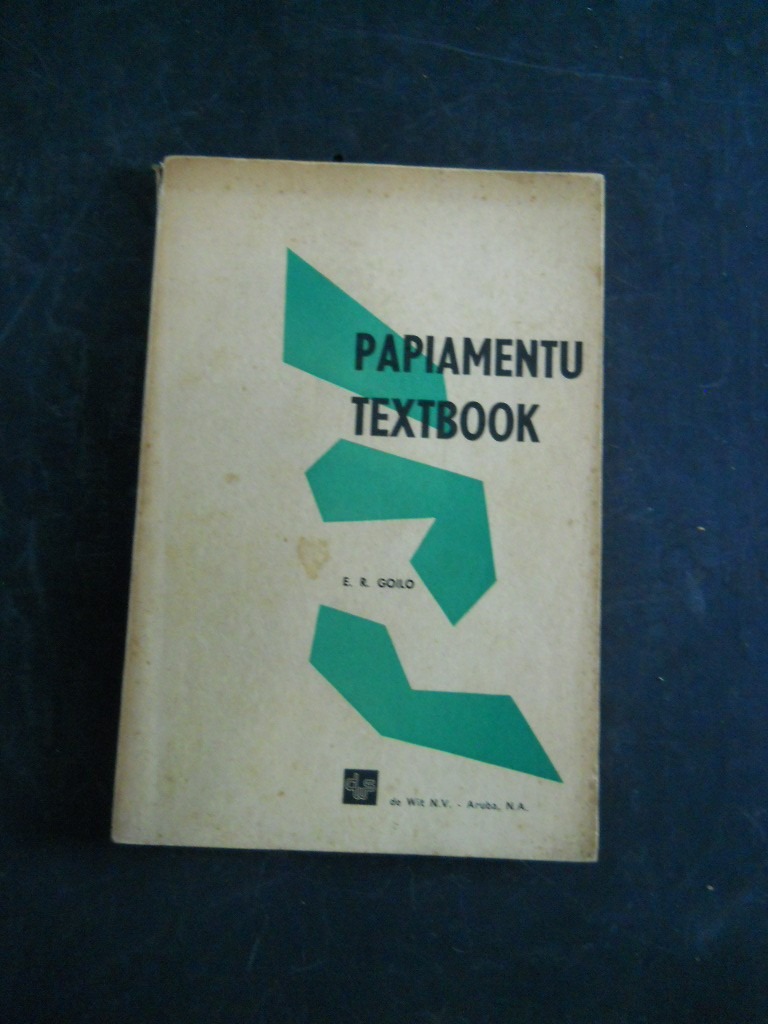 PAPIAMENTU
TEXTBOOK
E. R. GOILO
de Wit N.V. - Aruba, N.A.